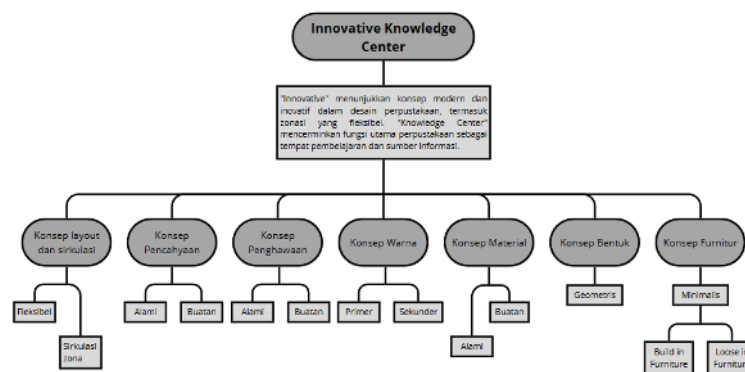 Innovative Knowledge
Center
"Innovative" menunjukkan konsep modern dan
inovatif dalam desain perpustakaan, termasuk
zonasi yang fleksibel. "Knowledge Center"
mencerminkan fungsi utama perpustakaan sebagai
tempat pembelajaran dan sumber informasi.
Konsep layout
dan sirkulasi
Konsep
Pencahyaan
Konsep
Penghawaan
Konsep Warna
Konsep Material
Konsep Bentuk
Konsep Furnitur
Fleksibel
Sirkulasi
zona
Alami
Buatan
Alami
Buatan
Primer
Sekunder
Alami
Buatan
Geometris
Minimalis
Build in
Furniture
Loose in
Furnitur